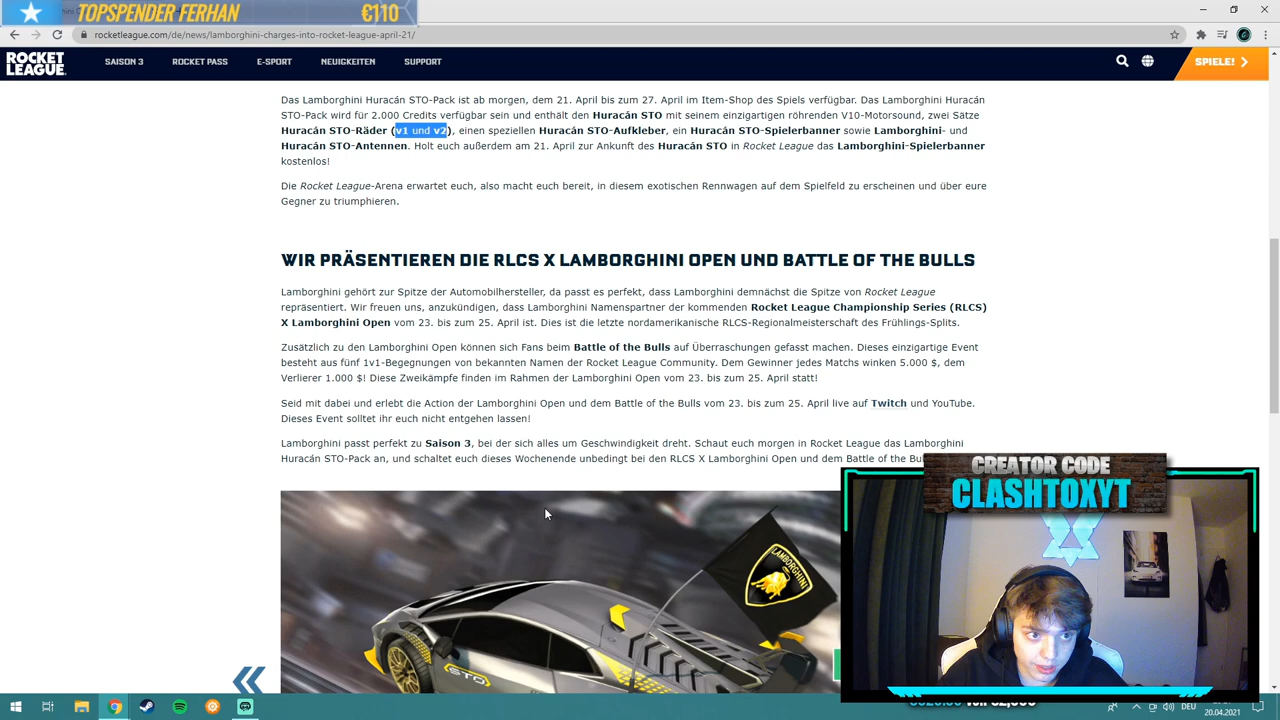 TOPSPENDER FERHAN €110
rocketleague.com/de/news/lamborghini-charges-into-rocket-league-april-21/
ROCKET
LEAGUE
SAISON 3 ROCKET PASS E-SPORT NEUIGKEITEN SUPPORT SPIELE!
Das Lamborghini Huracán STO-Pack ist ab morgen, dem 21. April bis zum 27. April im Item-Shop des Spiels verfügbar. Das Lamborghini Huracán
STO-Pack wird für 2.000 Credits verfügbar sein und enthält den Huracán STO mit seinem einzigartigen röhrenden V10-Motorsound, zwei Sätze
Huracán STO-Räder (v1 und v2), einen speziellen Huracán STO-Aufkleber, ein Huracán STO-Spielerbanner sowie Lamborghini- und
Huracán STO-Antennen. Holt euch außerdem am 21. April zur Ankunft des Huracán STO in Rocket League das Lamborghini-Spielerbanner
kostenlos!
Die Rocket League-Arena erwartet euch, also macht euch bereit, in diesem exotischen Rennwagen auf dem Spielfeld zu erscheinen und über eure
Gegner zu triumphieren.
WIR PRÄSENTIEREN DIE RLCS X LAMBORGHINI OPEN UND BATTLE OF THE BULLS
Lamborghini gehört zur Spitze der Automobilhersteller, da passt es perfekt, dass Lamborghini demnächst die Spitze von Rocket League
repräsentiert. Wir freuen uns, anzukündigen, dass Lamborghini Namenspartner der kommenden Rocket League Championship Series (RLCS)
X Lamborghini Open vom 23. bis zum 25. April ist. Dies ist die letzte nordamerikanische RLCS-Regionalmeisterschaft des Frühlings-Splits.
Zusätzlich zu den Lamborghini Open können sich Fans beim Battle of the Bulls auf Überraschungen gefasst machen. Dieses einzigartige Event
besteht aus fünf 1v1-Begegnungen von bekannten Namen der Rocket League Community. Dem Gewinner jedes Matchs winken 5.000 $, dem
Verlierer 1.000 $! Diese Zweikämpfe finden im Rahmen der Lamborghini Open vom 23. bis zum 25. April statt!
Seid mit dabei und erlebt die Action der Lamborghini Open und dem Battle of the Bulls vom 23. bis zum 25. April live auf Twitch und YouTube.
Dieses Event solltet ihr euch nicht entgehen lassen!
Lamborghini passt perfekt zu Saison 3, bei der sich alles um Geschwindigkeit dreht. Schaut euch morgen in Rocket League das Lamborghini
Huracán STO-Pack an, und schaltet euch dieses Wochenende unbedingt bei den RLCS X Lamborghini Open und dem Battle of the
CREATOR CODE
CLASHTOXYT
LAMBORGHINI
STO
DEU
20.04.2021